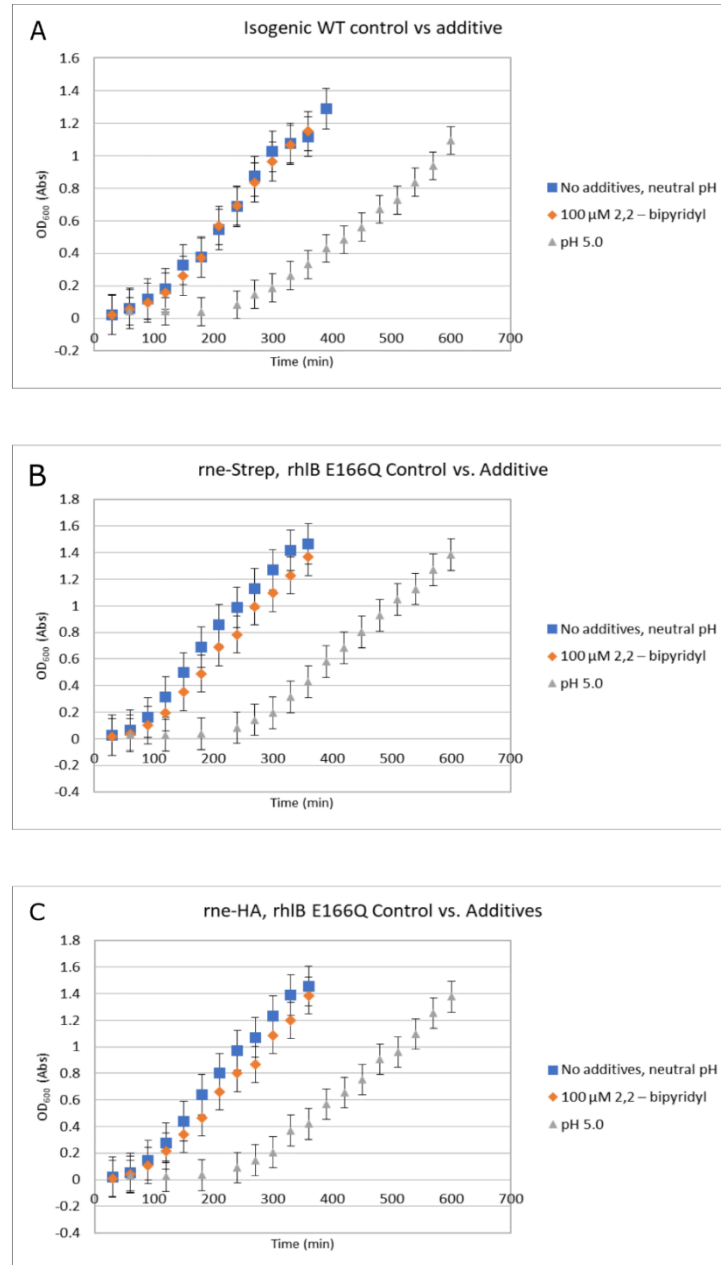 A
Isogenic WT control vs additive
OD600 (Abs)
1.6
1.4
1.2
1
0.8
0.6
0.4
0.2
0
-0.2
0 100 200 300 400 500 600 700
Time (min)
No additives, neutral pH
100 µM 2,2 – bipyridyl
pH 5.0
B
rne-Strep, rhlB E166Q Control vs. Additive
OD600 (Abs)
1.8
1.6
1.4
1.2
1
0.8
0.6
0.4
0.2
0
-0.2
-0.4
0 100 200 300 400 500 600 700
Time (min)
No additives, neutral pH
100 µM 2,2 – bipyridyl
pH 5.0
C
rne-HA, rhlB E166Q Control vs. Additives
OD600 (Abs)
1.8
1.6
1.4
1.2
1
0.8
0.6
0.4
0.2
0
-0.2
-0.4
0 100 200 300 400 500 600 700
Time (min)
No additives, neutral pH
100 µM 2,2 – bipyridyl
pH 5.0